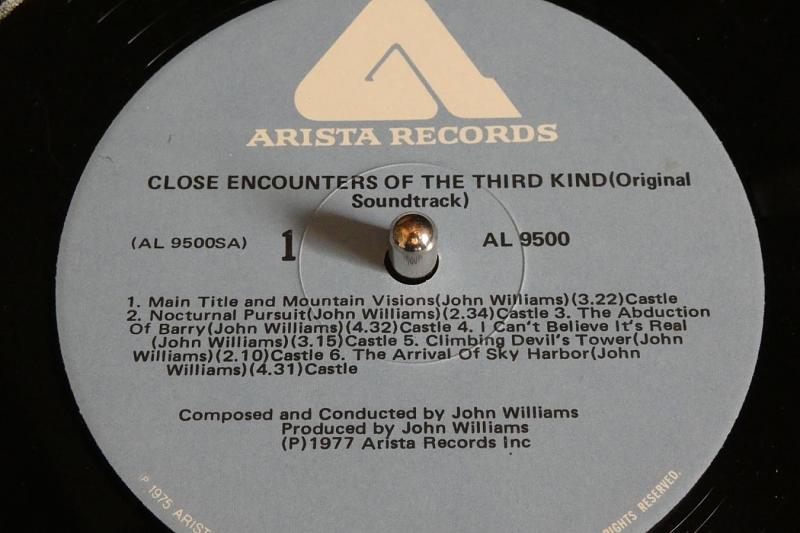 ARISTA RECORDS
CLOSE ENCOUNTERS OF THE THIRD KIND(Original
Soundtrack)
(AL 9500SA) 1 AL 9500
1. Main Title and Mountain Visions(John Williams)(3.22)Castle
2. Nocturnal Pursuit(John Williams)(2.34)Castle 3. The Abduction
Of Barry(John Williams)(4.32)Castle 4. I Can't Believe It's Real
(John Williams)(3.15)Castle 5. Climbing Devil's Tower(John
Williams)(2.10)Castle 6. The Arrival Of Sky Harbor(John
Williams)(4.31)Castle
Composed and Conducted by John Williams
Produced by John Williams
(P)1977 Arista Records Inc
P 1975 ARIST
RIGHTS RESERVED.